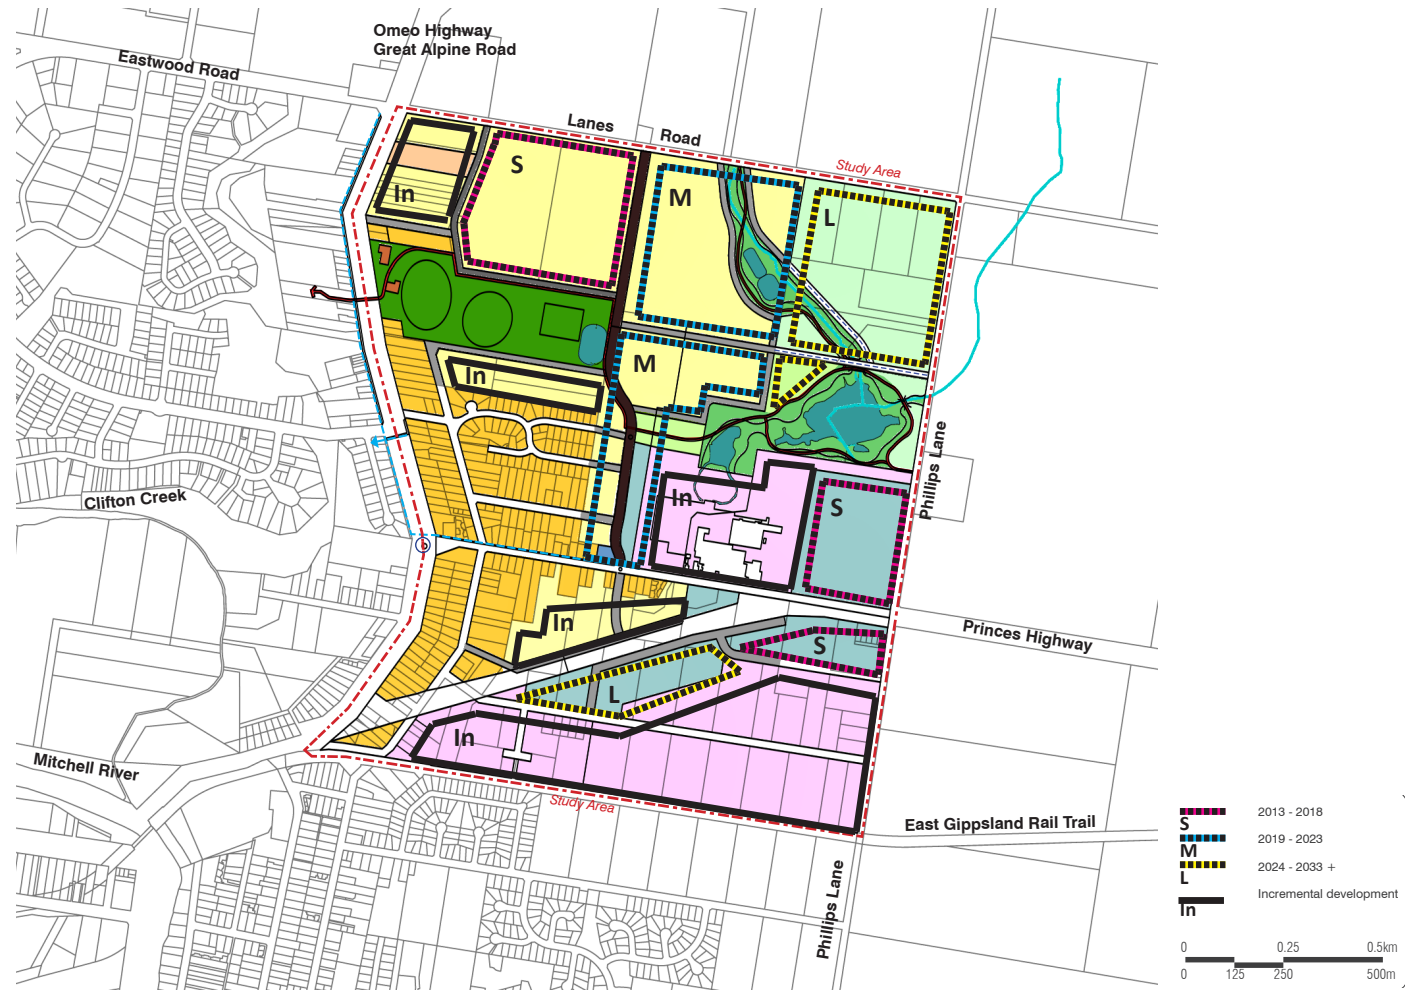 Omeo Highway
Great Alpine Road
Eastwood Road
Lanes Road
Study Area
S
M
L
In
M
In
Clifton Creek
Phillips Lane
In
S
In
S
Princes Highway
L
In
Mitchell River
Study Area
East Gippsland Rail Trail
Phillips Lane
S 2013 - 2018
M 2019 - 2023
L 2024 - 2033 +
In Incremental development
0 0.25 0.5km
0 125 250 500m